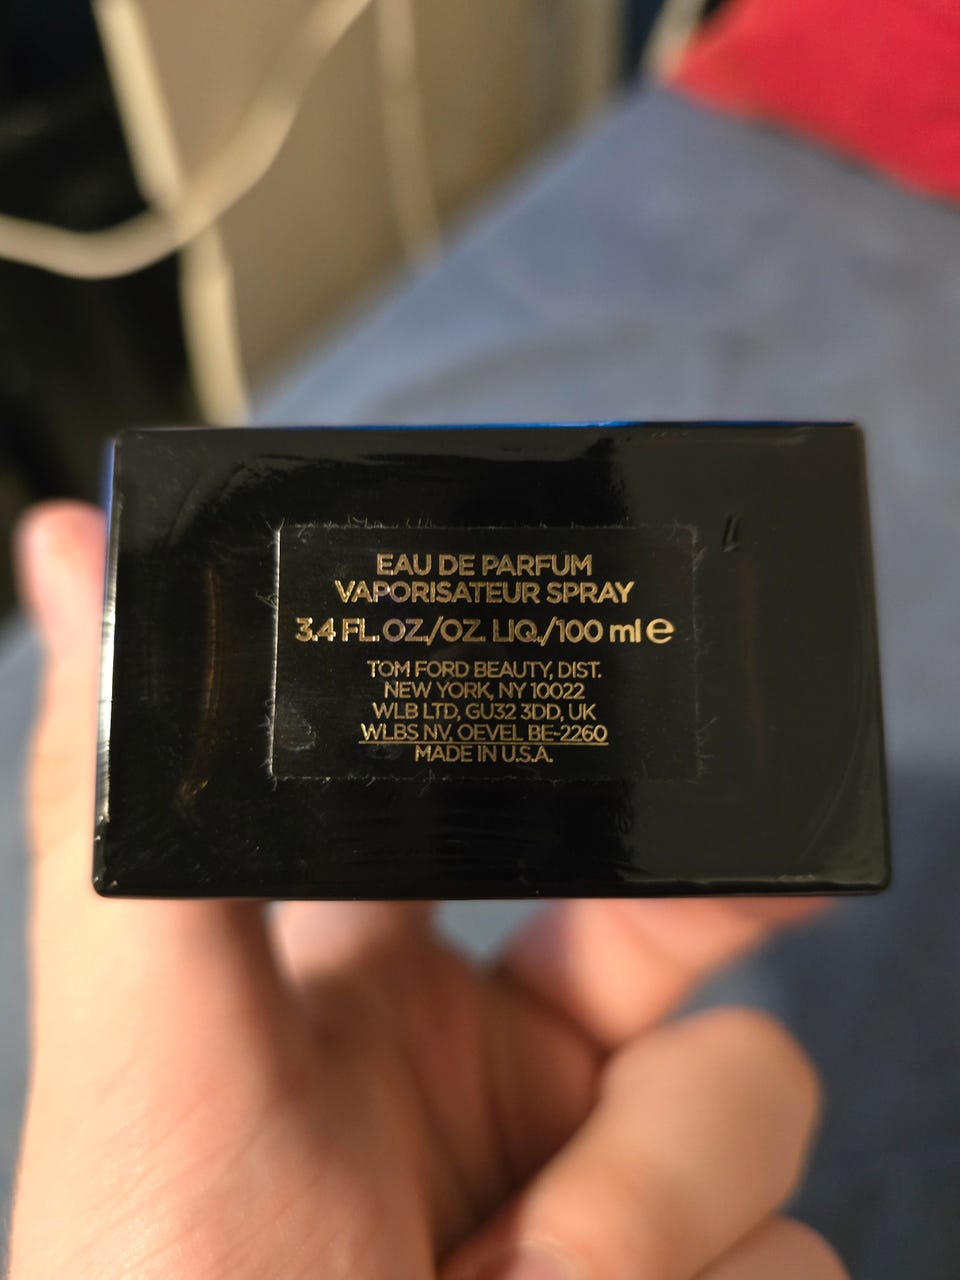 EAU DE PARFUM
VAPORISATEUR SPRAY
3.4 FL. OZ./OZ. LIQ./100 ml ℮
TOM FORD BEAUTY, DIST.
NEW YORK, NY 10022
WLB LTD, GU32 3DD, UK
WLBS NV, OEVEL BE-2260
MADE IN U.S.A.